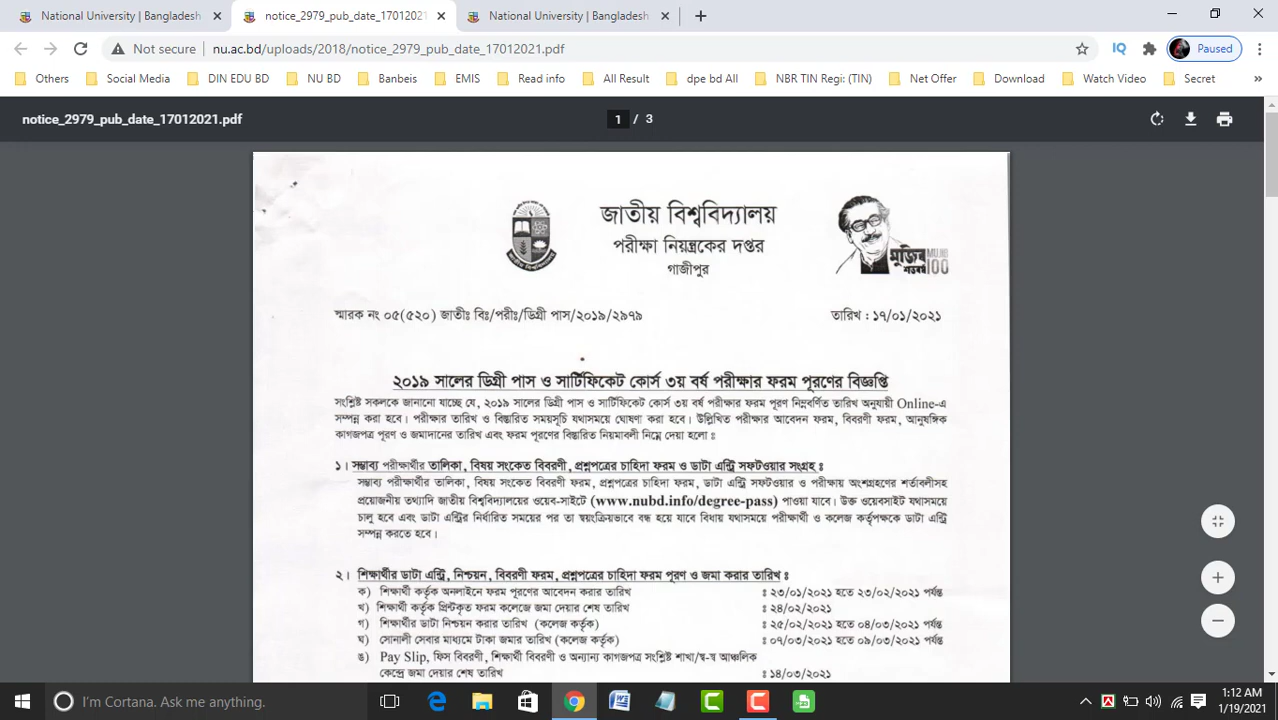 National University | Bangladesh
notice_2979_pub_date_17012021.p
National University | Bangladesh
Not secure
nu.ac.bd/uploads/2018/notice_2979_pub_date_17012021.pdf
Paused
Others
Social Media
DIN EDU BD
NU BD
Banbeis
EMIS
Read info
All Result
dpe bd All
NBR TIN Regi: (TIN)
Net Offer
Download
Watch Video
Secret
notice_2979_pub_date_17012021.pdf
1 / 3
জাতীয় বিশ্ববিদ্যালয়
পরীক্ষা নিয়ন্ত্রকের দপ্তর
গাজীপুর
মুজিব
শতবর্ষ
100
স্মারক নং ০৫(৫২০) জাতীঃ বিঃ/পরীঃ/ডিগ্রী পাস/২০১৯/২৯৭৯
তারিখ : ১৭/০১/২০২১
২০১৯ সালের ডিগ্রী পাস ও সার্টিফিকেট কোর্স ৩য় বর্ষ পরীক্ষার ফরম পূরণের বিজ্ঞপ্তি
সংশ্লিষ্ট সকলকে জানানো যাচ্ছে যে, ২০১৯ সালের ডিগ্রী পাস ও সার্টিফিকেট কোর্স ৩য় বর্ষ পরীক্ষার ফরম পূরণ নিম্নবর্ণিত তারিখ অনুযায়ী Online-এ
সম্পন্ন করা হবে। পরীক্ষার তারিখ ও বিস্তারিত সময়সূচি যথাসময়ে ঘোষণা করা হবে। উল্লিখিত পরীক্ষার আবেদন ফরম, বিবরণী ফরম, আনুষঙ্গিক
কাগজপত্র পূরণ ও জমাদানের তারিখ এবং ফরম পূরণের বিস্তারিত নিয়মাবলী নিম্নে দেয়া হলো ঃ
১। সম্ভাব্য পরীক্ষার্থীর তালিকা, বিষয় সংকেত বিবরণী, প্রশ্নপত্রের চাহিদা ফরম ও ডাটা এন্ট্রি সফটওয়ার সংগ্রহ ঃ
সম্ভাব্য পরীক্ষার্থীর তালিকা, বিষয় সংকেত বিবরণী ফরম, প্রশ্নপত্রের চাহিদা ফরম, ডাটা এন্ট্রি সফটওয়ার ও পরীক্ষায় অংশগ্রহণের শর্তাবলীসহ
প্রয়োজনীয় তথ্যাদি জাতীয় বিশ্ববিদ্যালয়ের ওয়েব-সাইটে (www.nubd.info/degree-pass) পাওয়া যাবে। উক্ত ওয়েবসাইট যথাসময়ে
চালু হবে এবং ডাটা এন্ট্রির নির্ধারিত সময়ের পর তা স্বয়ংক্রিয়ভাবে বন্ধ হয়ে যাবে বিধায় যথাসময়ে পরীক্ষার্থী ও কলেজ কর্তৃপক্ষকে ডাটা এন্ট্রি
সম্পন্ন করতে হবে।
২। শিক্ষার্থীর ডাটা এন্ট্রি, নিশ্চয়ন, বিবরণী ফরম, প্রশ্নপত্রের চাহিদা ফরম পূরণ ও জমা করার তারিখ ঃ
ক) শিক্ষার্থী কর্তৃক অনলাইনে ফরম পূরণের আবেদন করার তারিখ ঃ ২৩/০১/২০২১ হতে ২৩/০২/২০২১ পর্যন্ত
খ) শিক্ষার্থী কর্তৃক প্রিন্টকৃত ফরম কলেজে জমা দেয়ার শেষ তারিখ ঃ ২৪/০২/২০২১
গ) শিক্ষার্থীর ডাটা নিশ্চয়ন করার তারিখ (কলেজ কর্তৃক) ঃ ২৫/০২/২০২১ হতে ০৪/০৩/২০২১ পর্যন্ত
ঘ) সোনালী সেবার মাধ্যমে টাকা জমার তারিখ (কলেজ কর্তৃক) ঃ ০৭/০৩/২০২১ হতে ০৯/০৩/২০২১ পর্যন্ত
ঙ) Pay Slip, ফিস বিবরণী, শিক্ষার্থী বিবরণী ও অন্যান্য কাগজপত্র সংশ্লিষ্ট শাখা/স্ব-স্ব আঞ্চলিক
কেন্দ্রে জমা দেয়ার শেষ তারিখ ঃ ১৪/০৩/২০২১
I'm Cortana. Ask me anything.
1:12 AM
1/19/2021